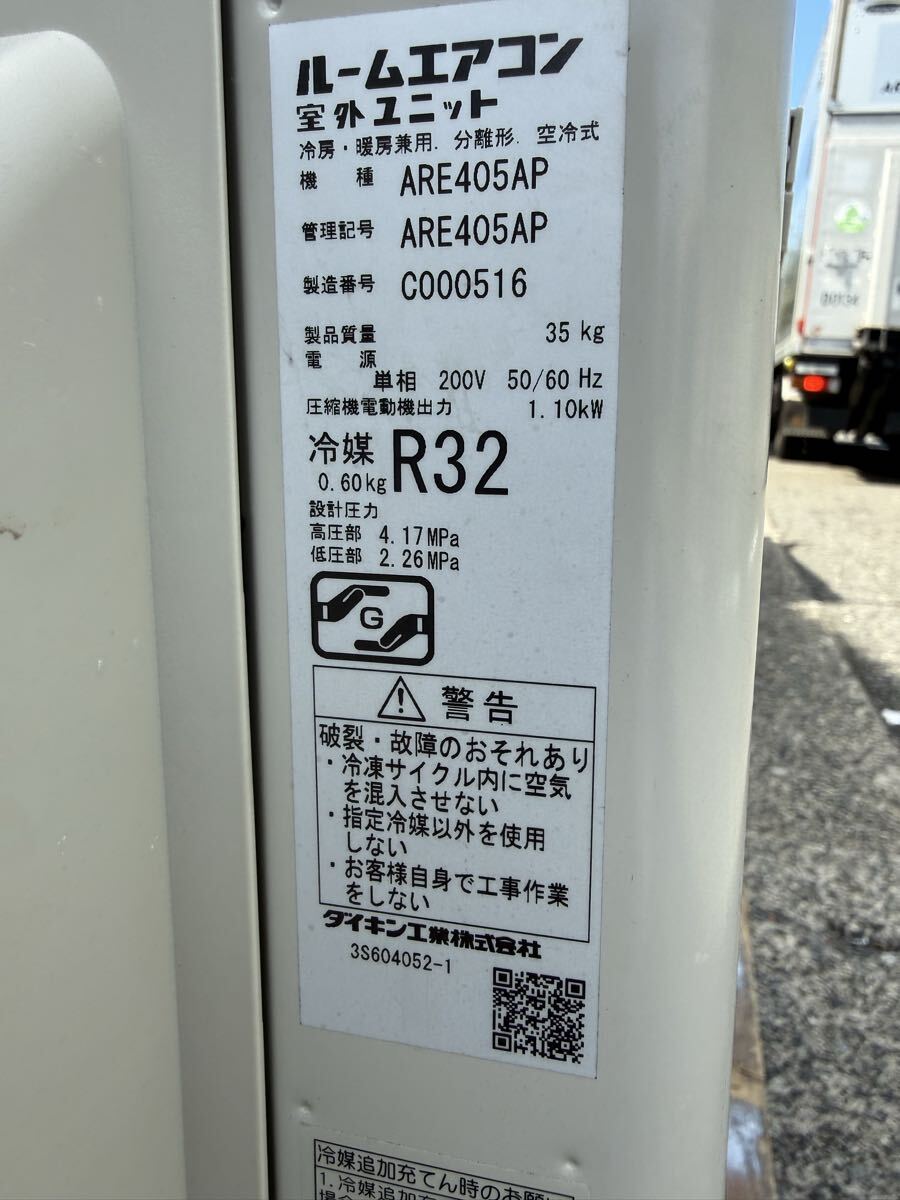 ルームエアコン
室外ユニット
冷房・暖房兼用. 分離形. 空冷式
機 種 ARE405AP
管理記号 ARE405AP
製造番号 C000516
製品質量 35 kg
電 源
単相 200V 50/60 Hz
圧縮機電動機出力 1.10kW
冷媒 R32
0.60kg
設計圧力
高圧部 4.17MPa
低圧部 2.26MPa
G
警告
破裂・故障のおそれあり
・冷凍サイクル内に空気
を混入させない
・指定冷媒以外を使用
しない
・お客様自身で工事作業
をしない
ダイキン工業株式会社
3S604052-1
冷媒追加充てん時のお願い
1.冷媒追加充